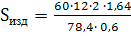 Sизд = 60·12·2 ·1,64 / 78,4 ·0,6